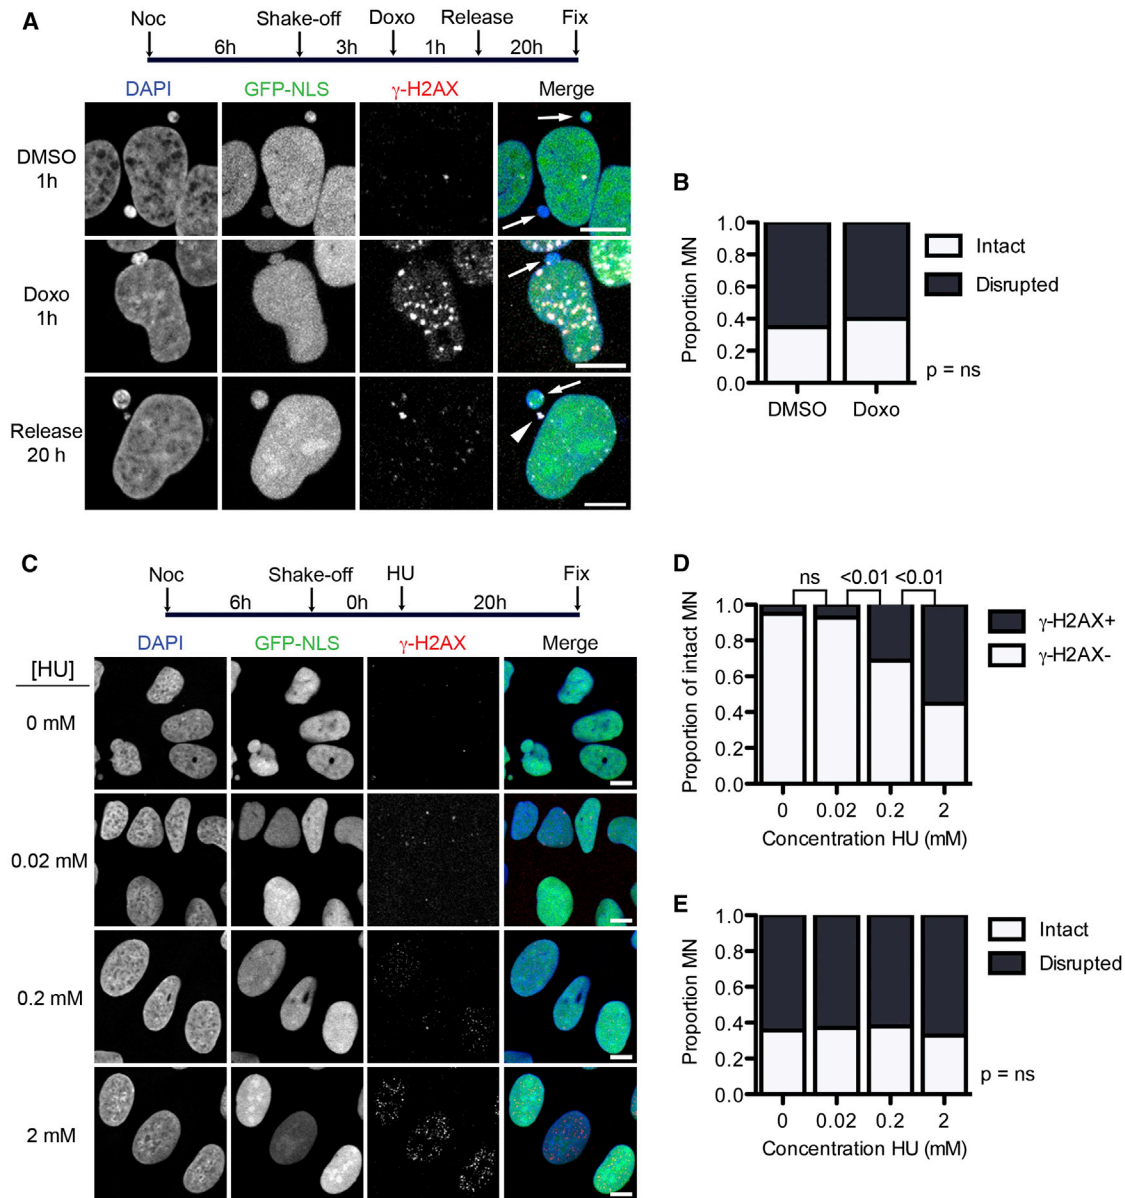 A
Noc Shake-off Doxo Release Fix
6h 3h 1h 20h
DAPI GFP-NLS γ-H2AX Merge
DMSO
1h
Doxo
1h
Release
20 h
B
Proportion MN
1.0
0.8
0.6
0.4
0.2
0.0
DMSO Doxo
Intact
Disrupted
p = ns
C
Noc Shake-off HU Fix
6h 0h 20h
DAPI GFP-NLS γ-H2AX Merge
[HU]
0 mM
0.02 mM
0.2 mM
2 mM
D
ns <0.01 <0.01
Proportion of intact MN
1.0
0.8
0.6
0.4
0.2
0.0
0 0.02 0.2 2
Concentration HU (mM)
γ-H2AX+
γ-H2AX-
E
Proportion MN
1.0
0.8
0.6
0.4
0.2
0.0
0 0.02 0.2 2
Concentration HU (mM)
Intact
Disrupted
p = ns